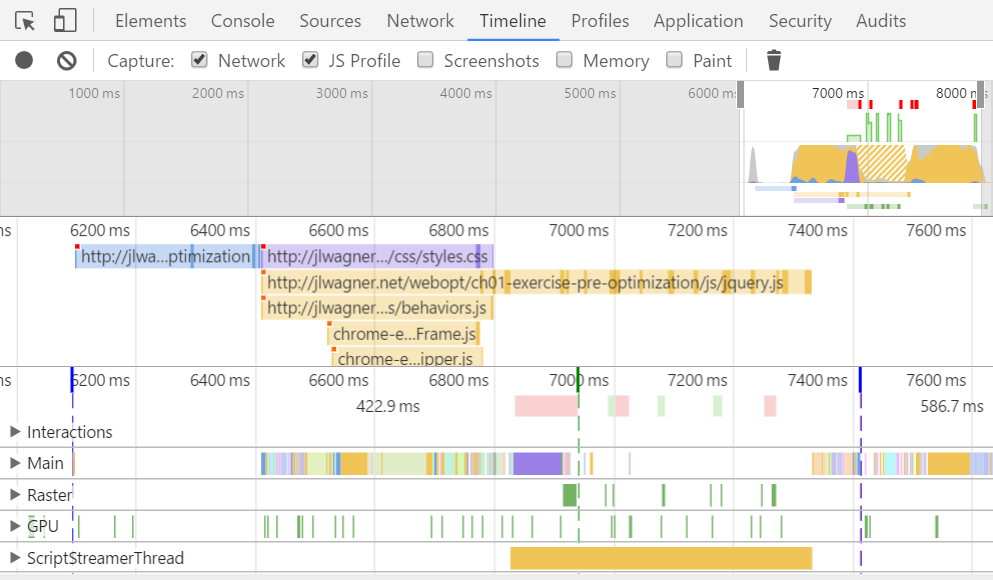 Elements Console Sources Network Timeline Profiles Application Security Audits
Capture: Network JS Profile Screenshots Memory Paint
1000 ms 2000 ms 3000 ms 4000 ms 5000 ms 6000 ms 7000 ms 8000 ms
ms 6200 ms 6400 ms 6600 ms 6800 ms 7000 ms 7200 ms 7400 ms 7600 ms
http://jlwa...ptimization http://jlwagner.../css/styles.css
http://jlwagner.net/webopt/ch01-exercise-pre-optimization/js/jquery.js
http://jlwagner...s/behaviors.js
chrome-e...Frame.js
chrome-e...ipper.js
ms 6200 ms 6400 ms 6600 ms 6800 ms 7000 ms 7200 ms 7400 ms 7600 ms
422.9 ms 586.7 ms
Interactions
Main
Raster
GPU
ScriptStreamerThread